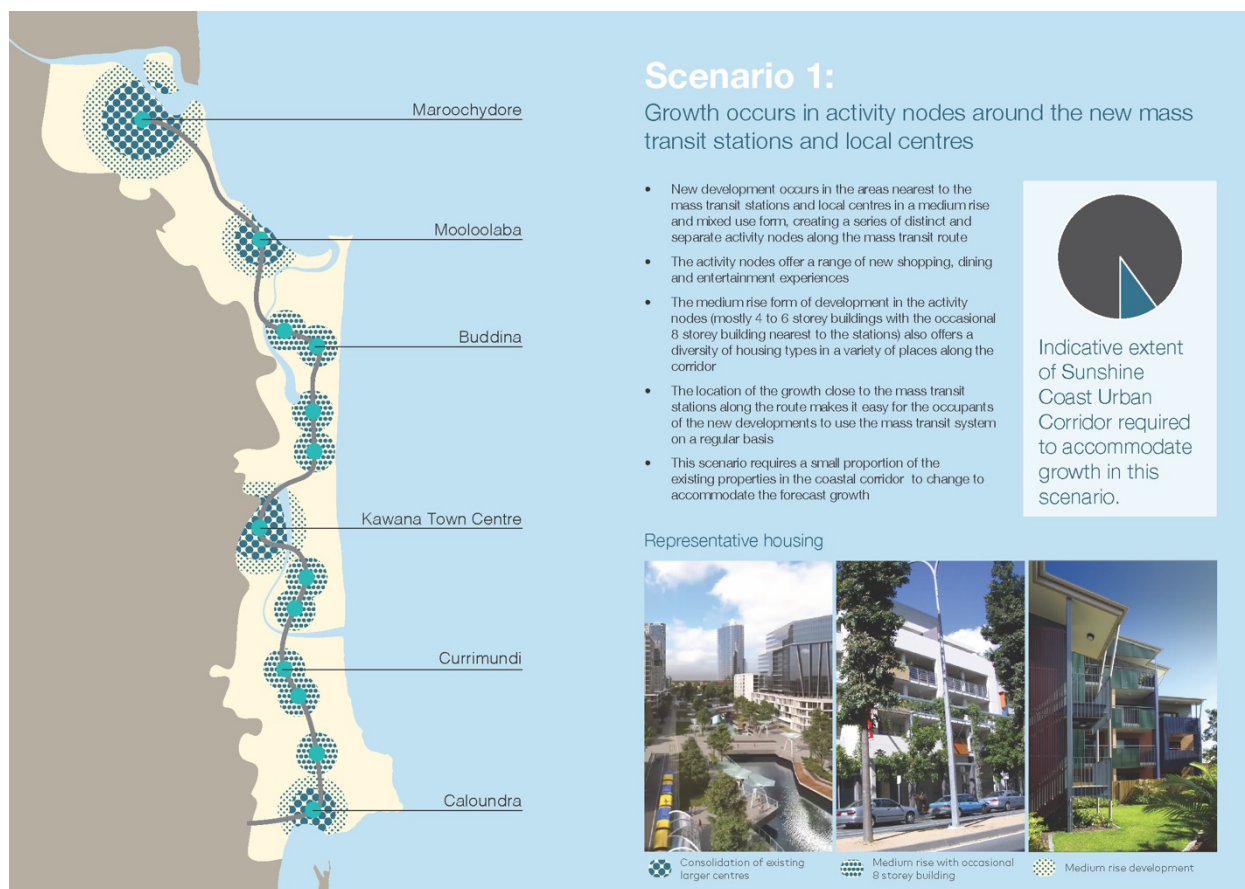 Maroochydore
Mooloolaba
Buddina
Kawana Town Centre
Currimundi
Caloundra
Scenario 1:
Growth occurs in activity nodes around the new mass
transit stations and local centres
• New development occurs in the areas nearest to the
mass transit stations and local centres in a medium rise
and mixed use form, creating a series of distinct and
separate activity nodes along the mass transit route
• The activity nodes offer a range of new shopping, dining
and entertainment experiences
• The medium rise form of development in the activity
nodes (mostly 4 to 6 storey buildings with the occasional
8 storey building nearest to the stations) also offers a
diversity of housing types in a variety of places along the
corridor
• The location of the growth close to the mass transit
stations along the route makes it easy for the occupants
of the new developments to use the mass transit system
on a regular basis
• This scenario requires a small proportion of the
existing properties in the coastal corridor to change to
accommodate the forecast growth
Indicative extent
of Sunshine
Coast Urban
Corridor required
to accommodate
growth in this
scenario.
Representative housing
Consolidation of existing
larger centres
Medium rise with occasional
8 storey building
Medium rise development